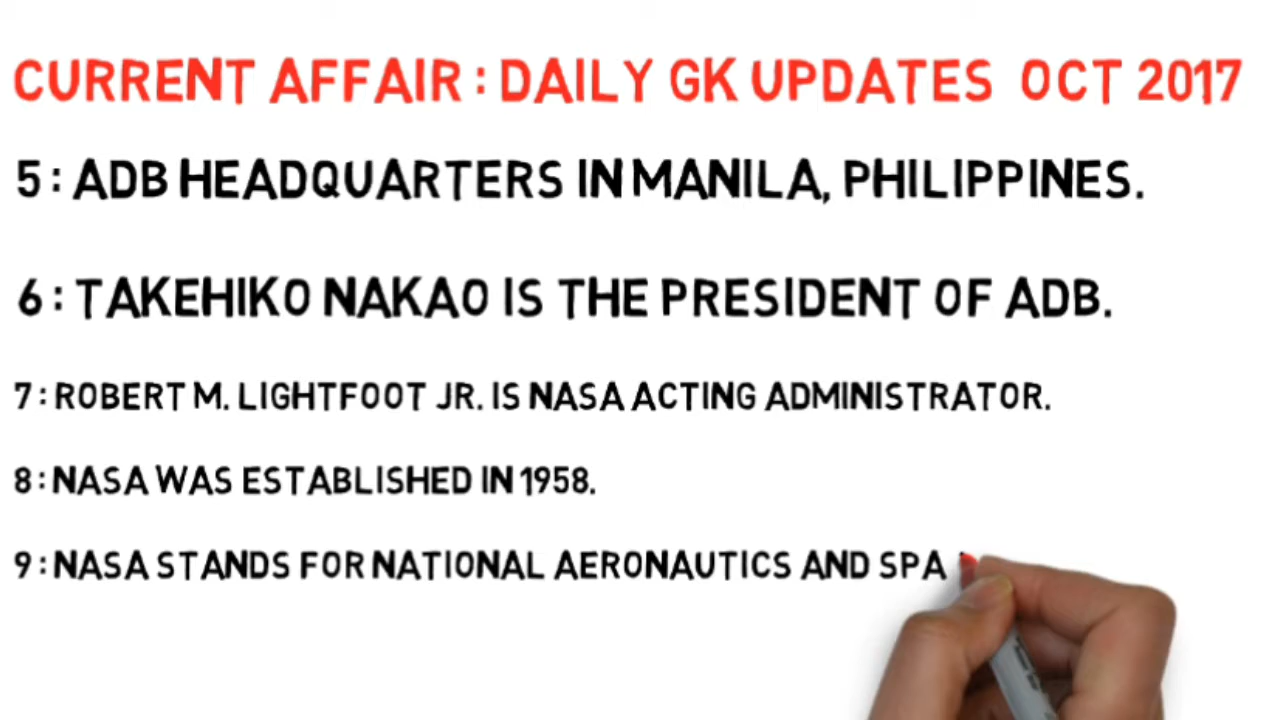 CURRENT AFFAIR : DAILY GK UPDATES OCT 2017
5 : ADB HEADQUARTERS IN MANILA, PHILIPPINES.
6 : TAKEHIKO NAKAO IS THE PRESIDENT OF ADB.
7 : ROBERT M. LIGHTFOOT JR. IS NASA ACTING ADMINISTRATOR.
8 : NASA WAS ESTABLISHED IN 1958.
9 : NASA STANDS FOR NATIONAL AERONAUTICS AND SPA